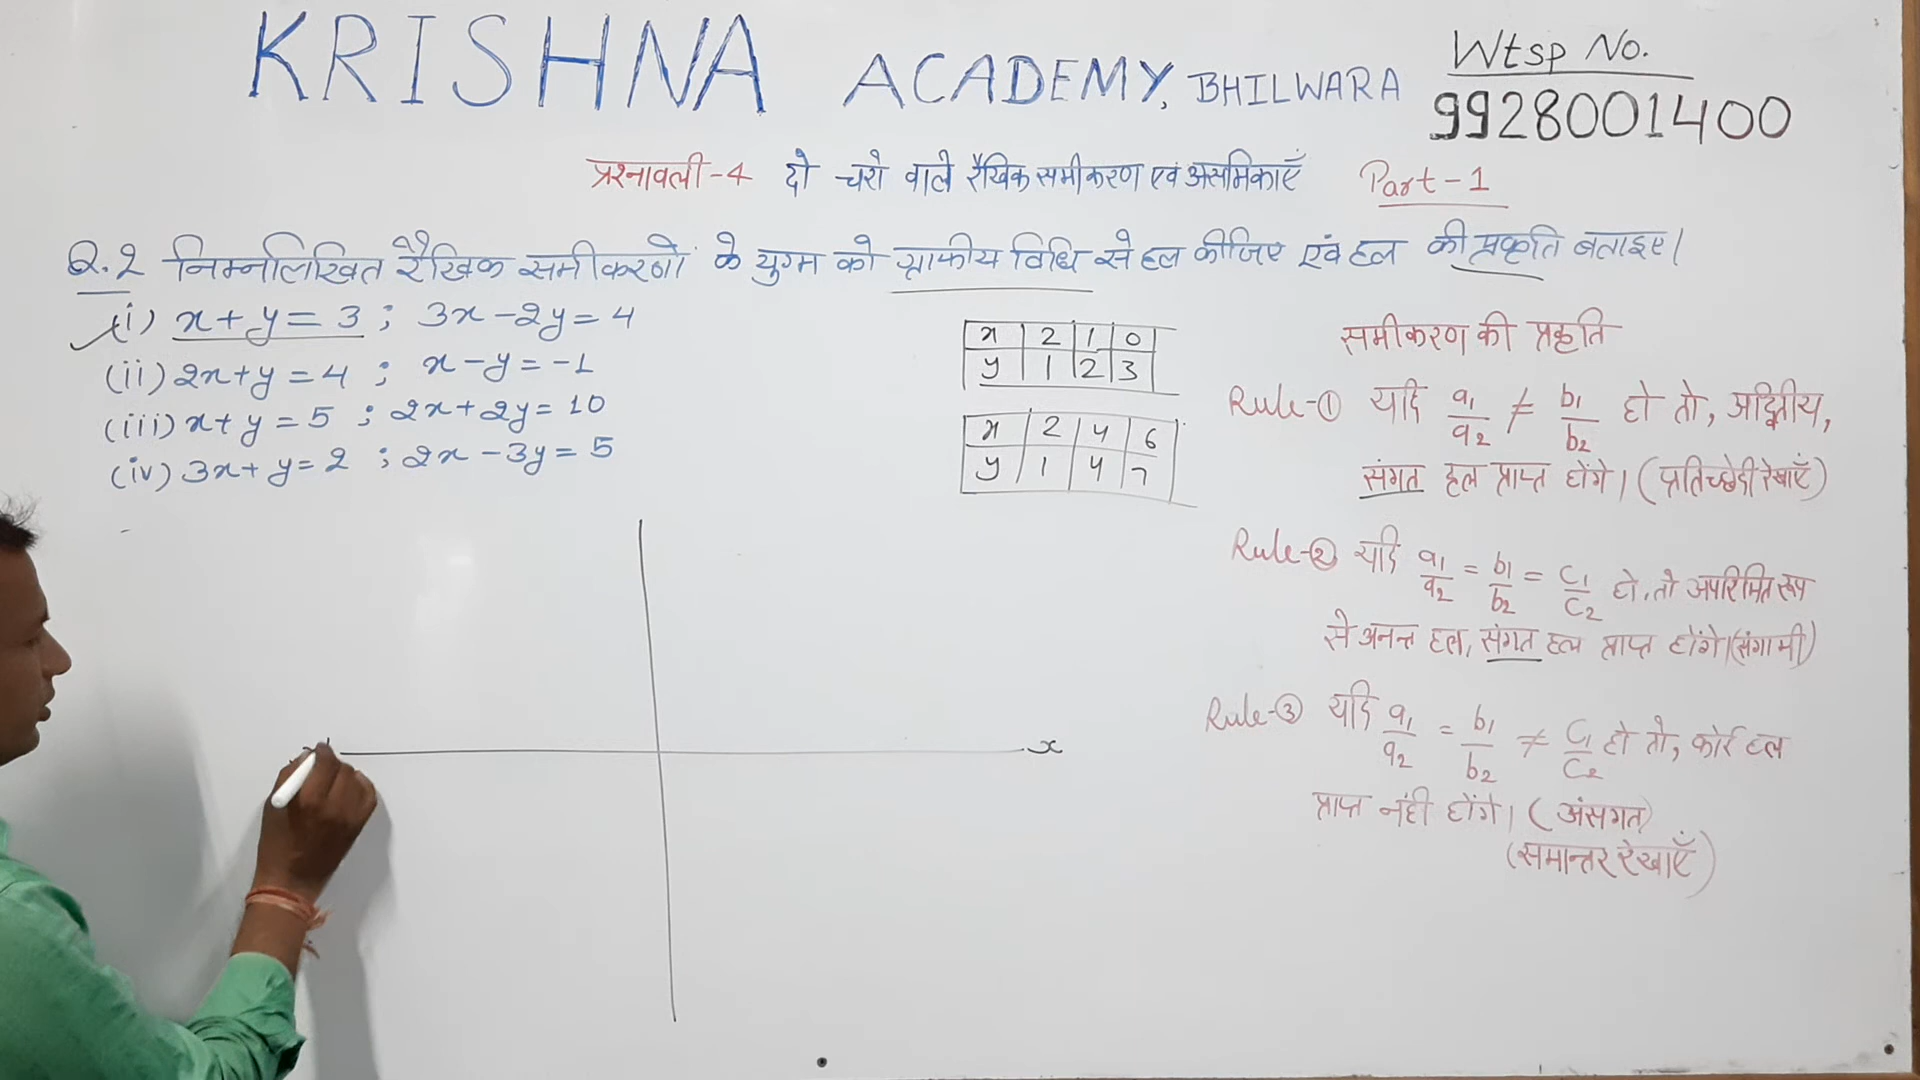 KRISHNA ACADEMY, BHILWARA
Wtsp No.
9928001400
प्रश्नावली-4 दो चरो वाले रैखिक समीकरण एवं असमिकाएँ Part-1
Q.2 निम्नलिखित रैखिक समीकरणों के युग्म को ग्राफीय विधि से हल कीजिए एवं हल की प्रकृति बताइए।
(i) x+y=3 ; 3x-2y=4
(ii) 2x+y=4 ; x-y=-1
(iii) x+y=5 ; 2x+2y=10
(iv) 3x+y=2 ; 2x-3y=5
x 2 1 0
y 1 2 3
x 2 4 6
y 1 4 7
समीकरण की प्रकृति
Rule-① यदि a₁/a₂ ≠ b₁/b₂ हो तो, अद्वितीय,
संगत हल प्राप्त होंगे। (प्रतिच्छेदी रेखाएँ)
Rule-② यदि a₁/a₂ = b₁/b₂ = c₁/c₂ हो, तो अपरिमित रूप
से अनन्त हल, संगत हल प्राप्त होंगे। (संगामी)
Rule-③ यदि a₁/a₂ = b₁/b₂ ≠ c₁/c₂ हो तो, कोई हल
प्राप्त नंही होंगे। (अंसगत)
(समान्तर रेखाएँ)
x